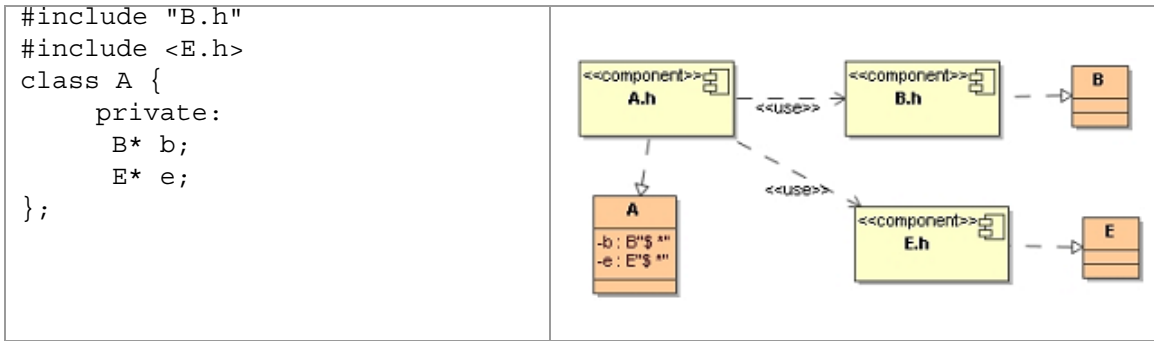 #include "B.h"
#include <E.h>
class A {
private:
B* b;
E* e;
};
<<component>>
A.h
<<use>>
<<component>>
B.h
B
A
-b : B"$ *"
-e : E"$ *"
<<use>>
<<component>>
E.h
E